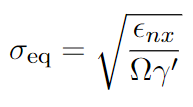 σ_eq = √(ϵ_nx / Ωγ′)